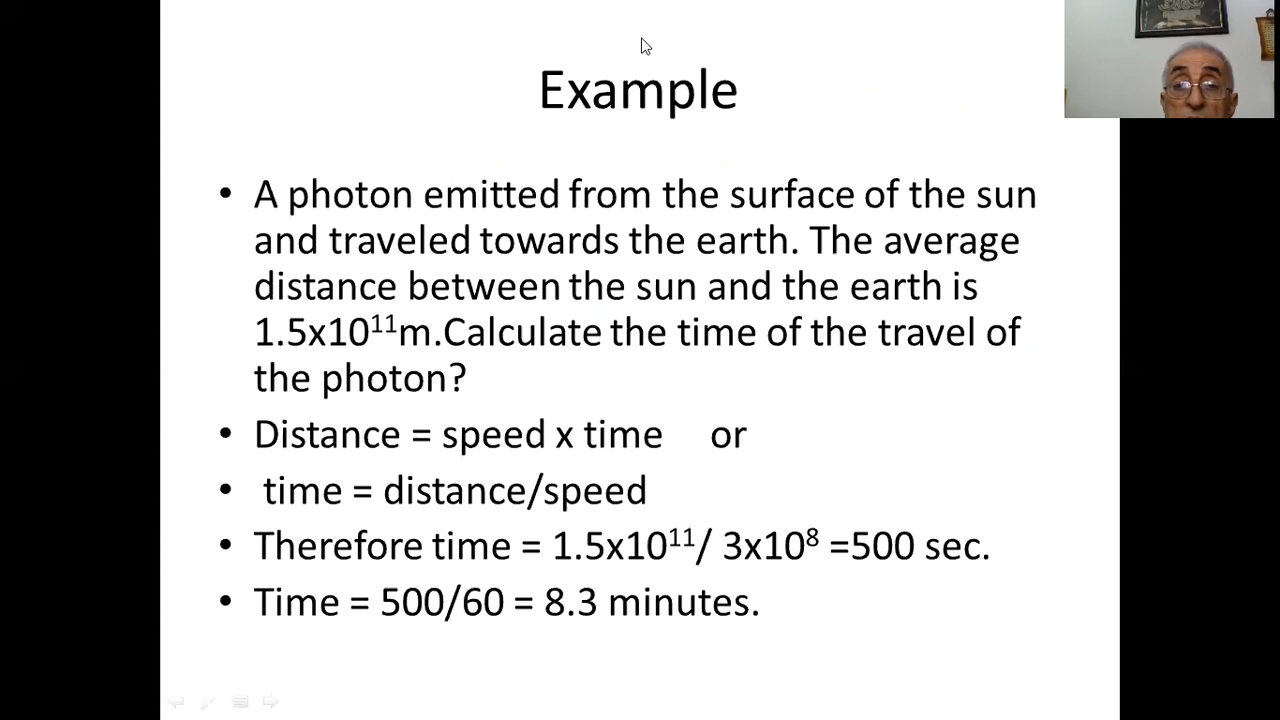 Example
• A photon emitted from the surface of the sun
and traveled towards the earth. The average
distance between the sun and the earth is
1.5x10¹¹m.Calculate the time of the travel of
the photon?
• Distance = speed x time or
• time = distance/speed
• Therefore time = 1.5x10¹¹/ 3x10⁸ =500 sec.
• Time = 500/60 = 8.3 minutes.